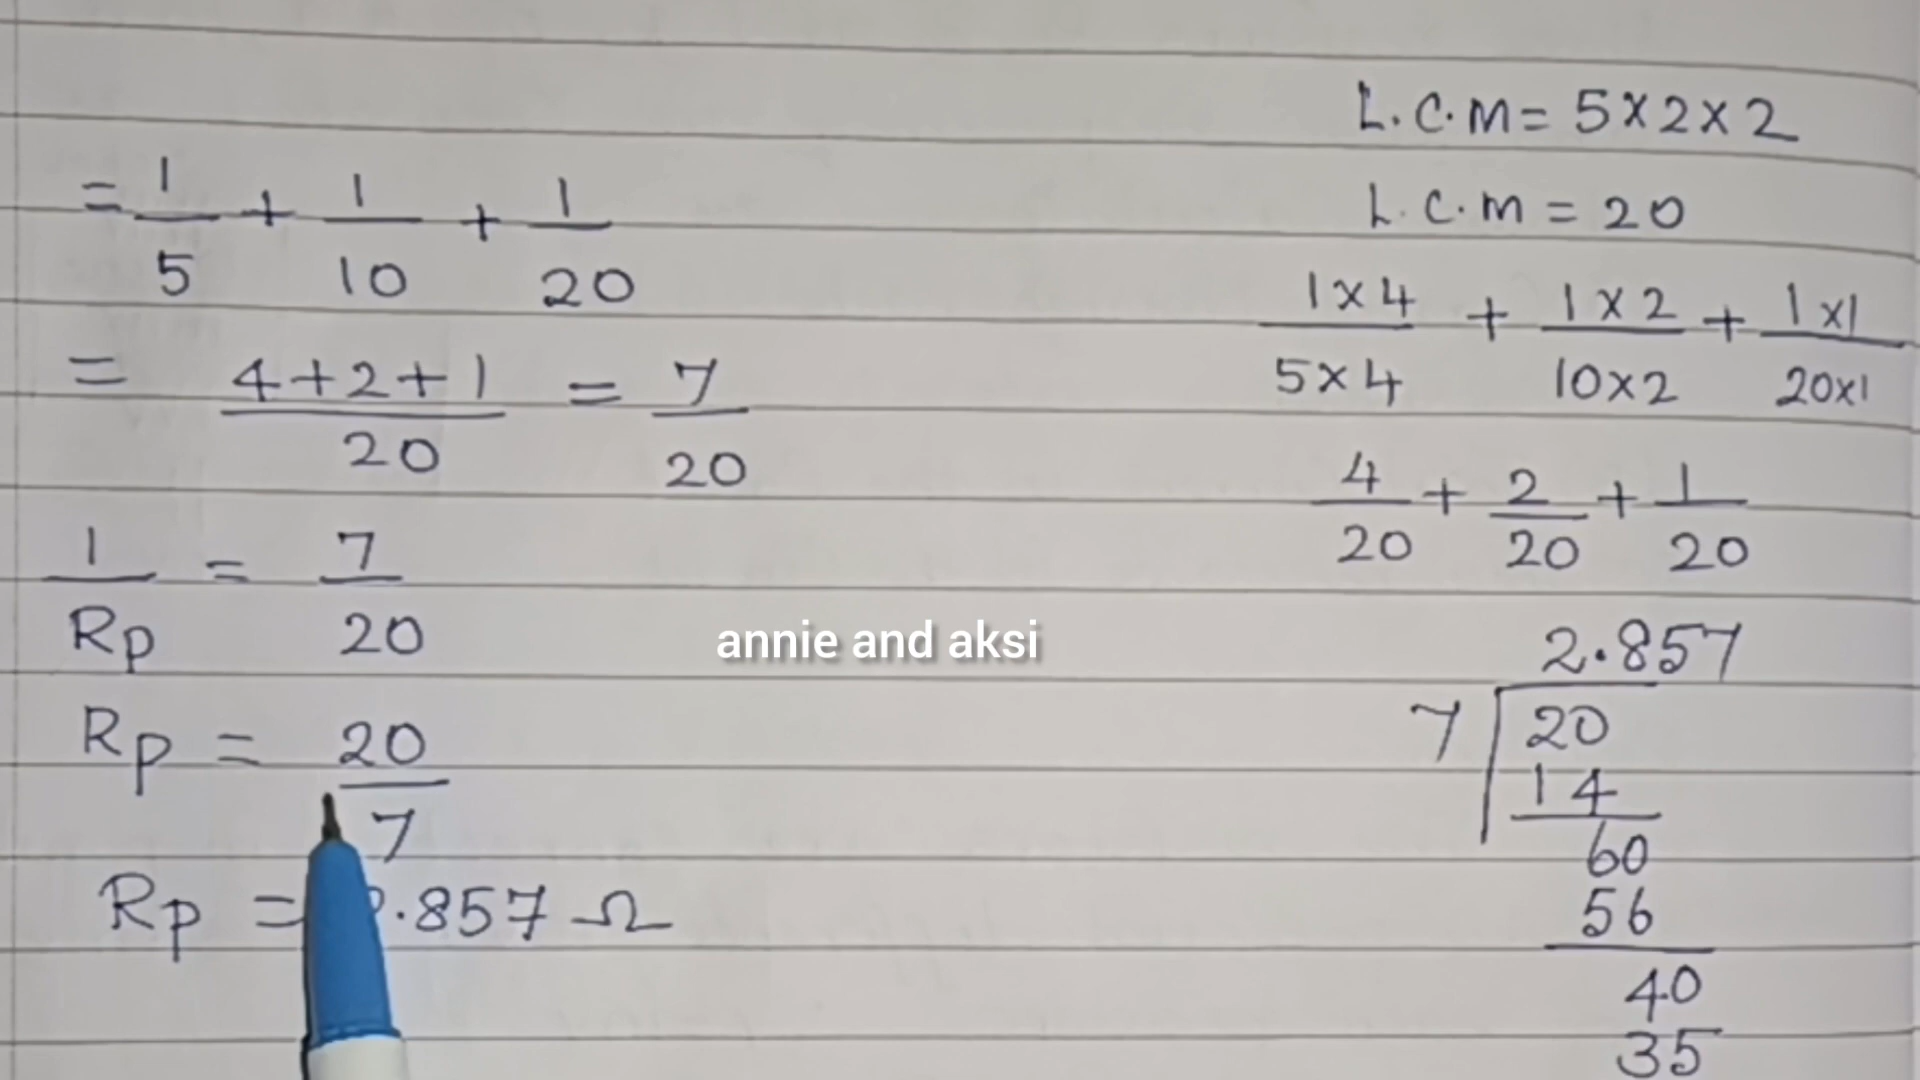 = 1/5 + 1/10 + 1/20
= 4+2+1/20 = 7/20
1/Rp = 7/20
Rp = 20/7
Rp = .857 Ω
annie and aksi
L.C.M = 5×2×2
L.C.M = 20
1×4/5×4 + 1×2/10×2 + 1×1/20×1
4/20 + 2/20 + 1/20
2.857
7 20
14
60
56
40
35